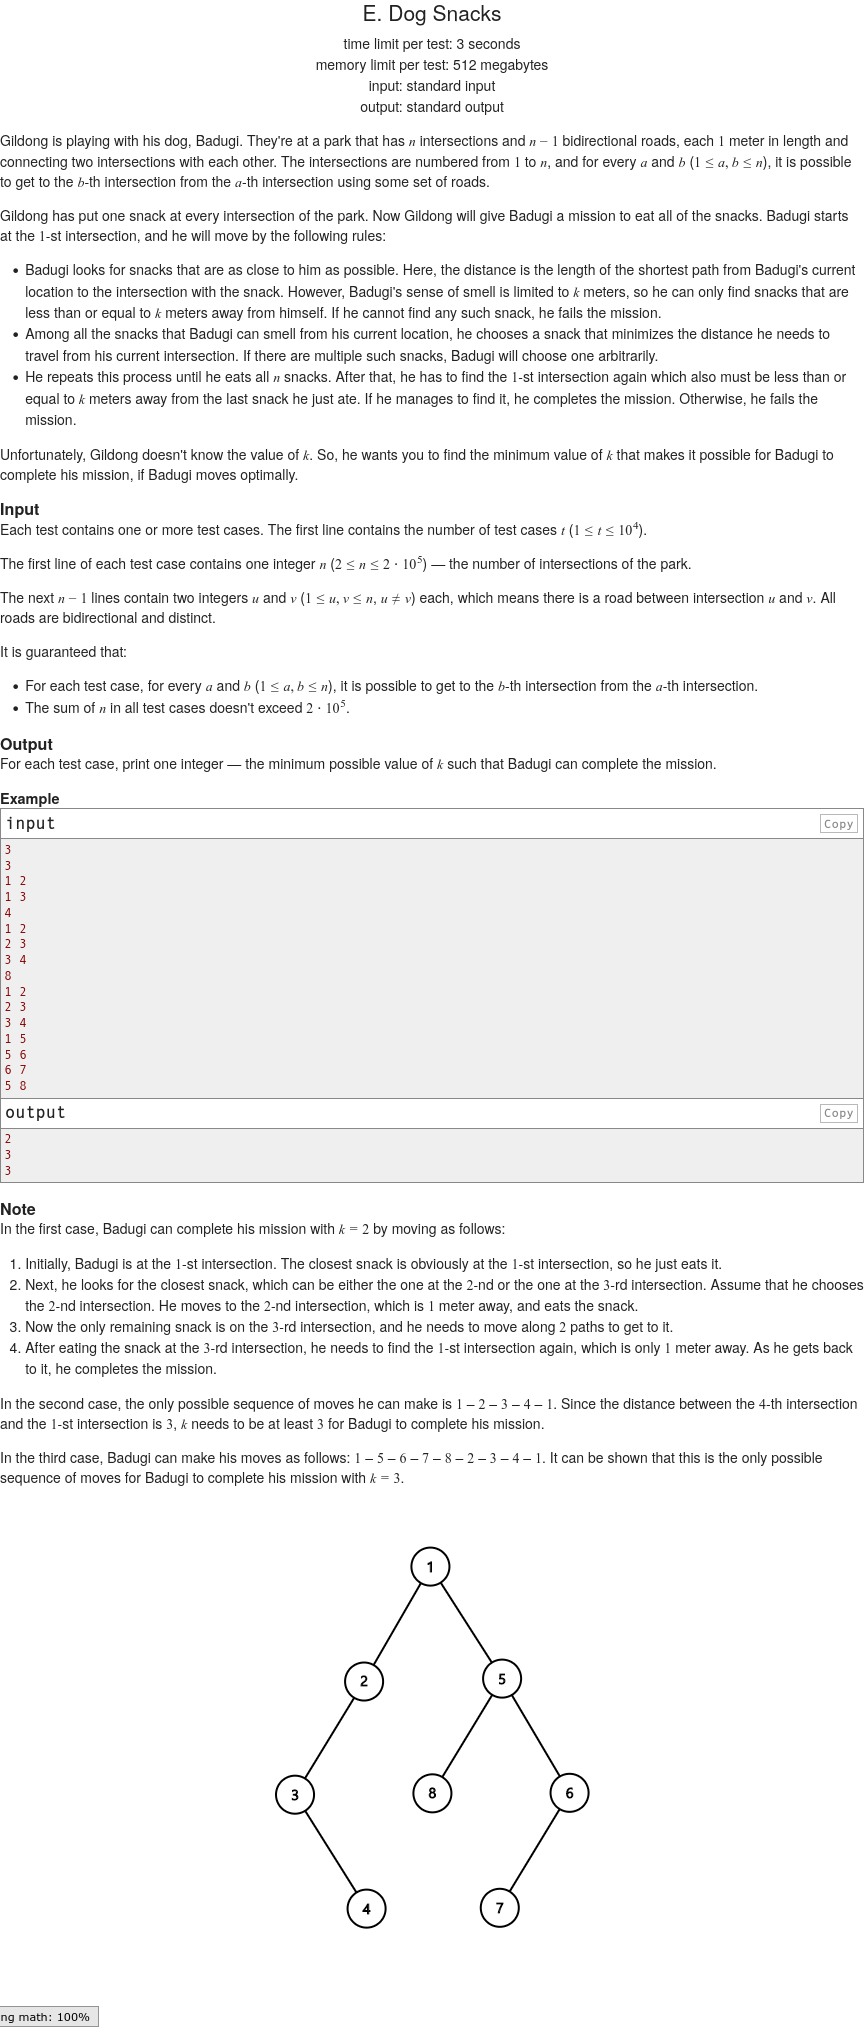 E. Dog Snacks
time limit per test: 3 seconds
memory limit per test: 512 megabytes
input: standard input
output: standard output
Gildong is playing with his dog, Badugi. They're at a park that has n intersections and n − 1 bidirectional roads, each 1 meter in length and
connecting two intersections with each other. The intersections are numbered from 1 to n, and for every a and b (1 ≤ a, b ≤ n), it is possible
to get to the b-th intersection from the a-th intersection using some set of roads.
Gildong has put one snack at every intersection of the park. Now Gildong will give Badugi a mission to eat all of the snacks. Badugi starts
at the 1-st intersection, and he will move by the following rules:
• Badugi looks for snacks that are as close to him as possible. Here, the distance is the length of the shortest path from Badugi's current
location to the intersection with the snack. However, Badugi's sense of smell is limited to k meters, so he can only find snacks that are
less than or equal to k meters away from himself. If he cannot find any such snack, he fails the mission.
• Among all the snacks that Badugi can smell from his current location, he chooses a snack that minimizes the distance he needs to
travel from his current intersection. If there are multiple such snacks, Badugi will choose one arbitrarily.
• He repeats this process until he eats all n snacks. After that, he has to find the 1-st intersection again which also must be less than or
equal to k meters away from the last snack he just ate. If he manages to find it, he completes the mission. Otherwise, he fails the
mission.
Unfortunately, Gildong doesn't know the value of k. So, he wants you to find the minimum value of k that makes it possible for Badugi to
complete his mission, if Badugi moves optimally.
Input
Each test contains one or more test cases. The first line contains the number of test cases t (1 ≤ t ≤ 10⁴).
The first line of each test case contains one integer n (2 ≤ n ≤ 2 · 10⁵) — the number of intersections of the park.
The next n − 1 lines contain two integers u and v (1 ≤ u, v ≤ n, u ≠ v) each, which means there is a road between intersection u and v. All
roads are bidirectional and distinct.
It is guaranteed that:
• For each test case, for every a and b (1 ≤ a, b ≤ n), it is possible to get to the b-th intersection from the a-th intersection.
• The sum of n in all test cases doesn't exceed 2 · 10⁵.
Output
For each test case, print one integer — the minimum possible value of k such that Badugi can complete the mission.
Example
input Copy
3
3
1 2
1 3
4
1 2
2 3
3 4
8
1 2
2 3
3 4
1 5
5 6
6 7
5 8
output Copy
2
3
3
Note
In the first case, Badugi can complete his mission with k = 2 by moving as follows:
1. Initially, Badugi is at the 1-st intersection. The closest snack is obviously at the 1-st intersection, so he just eats it.
2. Next, he looks for the closest snack, which can be either the one at the 2-nd or the one at the 3-rd intersection. Assume that he chooses
the 2-nd intersection. He moves to the 2-nd intersection, which is 1 meter away, and eats the snack.
3. Now the only remaining snack is on the 3-rd intersection, and he needs to move along 2 paths to get to it.
4. After eating the snack at the 3-rd intersection, he needs to find the 1-st intersection again, which is only 1 meter away. As he gets back
to it, he completes the mission.
In the second case, the only possible sequence of moves he can make is 1 – 2 – 3 – 4 – 1. Since the distance between the 4-th intersection
and the 1-st intersection is 3, k needs to be at least 3 for Badugi to complete his mission.
In the third case, Badugi can make his moves as follows: 1 – 5 – 6 – 7 – 8 – 2 – 3 – 4 – 1. It can be shown that this is the only possible
sequence of moves for Badugi to complete his mission with k = 3.
1
2 5
3 8 6
4 7
ng math: 100%